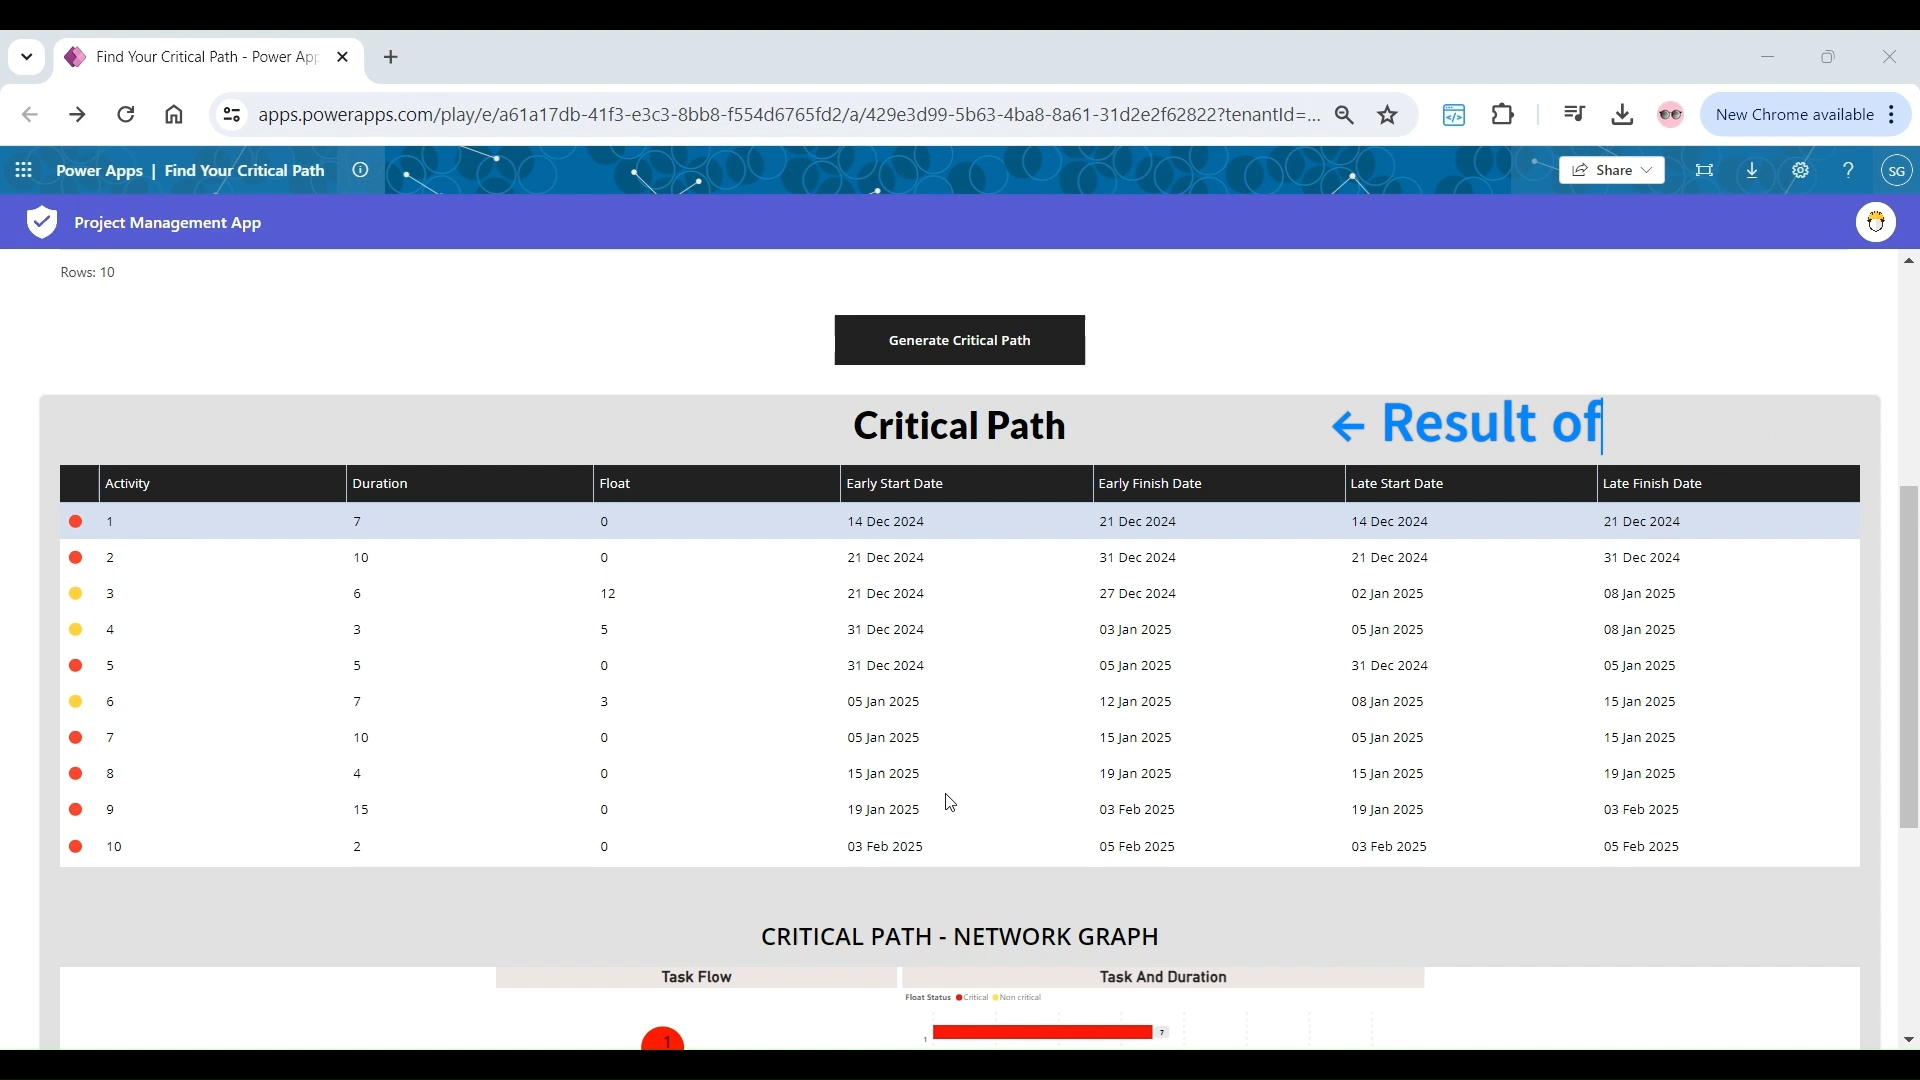 Find Your Critical Path - Power App
apps.powerapps.com/play/e/a61a17db-41f3-e3c3-8bb8-f554d6765fd2/a/429e3d99-5b63-4ba8-8a61-31d2e2f62822?tenantId=...
New Chrome available
Power Apps | Find Your Critical Path
Share
SG
Project Management App
Rows: 10
Generate Critical Path
Critical Path
← Result of
Activity Duration Float Early Start Date Early Finish Date Late Start Date Late Finish Date
1 7 0 14 Dec 2024 21 Dec 2024 14 Dec 2024 21 Dec 2024
2 10 0 21 Dec 2024 31 Dec 2024 21 Dec 2024 31 Dec 2024
3 6 12 21 Dec 2024 27 Dec 2024 02 Jan 2025 08 Jan 2025
4 3 5 31 Dec 2024 03 Jan 2025 05 Jan 2025 08 Jan 2025
5 5 0 31 Dec 2024 05 Jan 2025 31 Dec 2024 05 Jan 2025
6 7 3 05 Jan 2025 12 Jan 2025 08 Jan 2025 15 Jan 2025
7 10 0 05 Jan 2025 15 Jan 2025 05 Jan 2025 15 Jan 2025
8 4 0 15 Jan 2025 19 Jan 2025 15 Jan 2025 19 Jan 2025
9 15 0 19 Jan 2025 03 Feb 2025 19 Jan 2025 03 Feb 2025
10 2 0 03 Feb 2025 05 Feb 2025 03 Feb 2025 05 Feb 2025
CRITICAL PATH - NETWORK GRAPH
Task Flow
Task And Duration
Float Status Critical Non critical
1
1 7